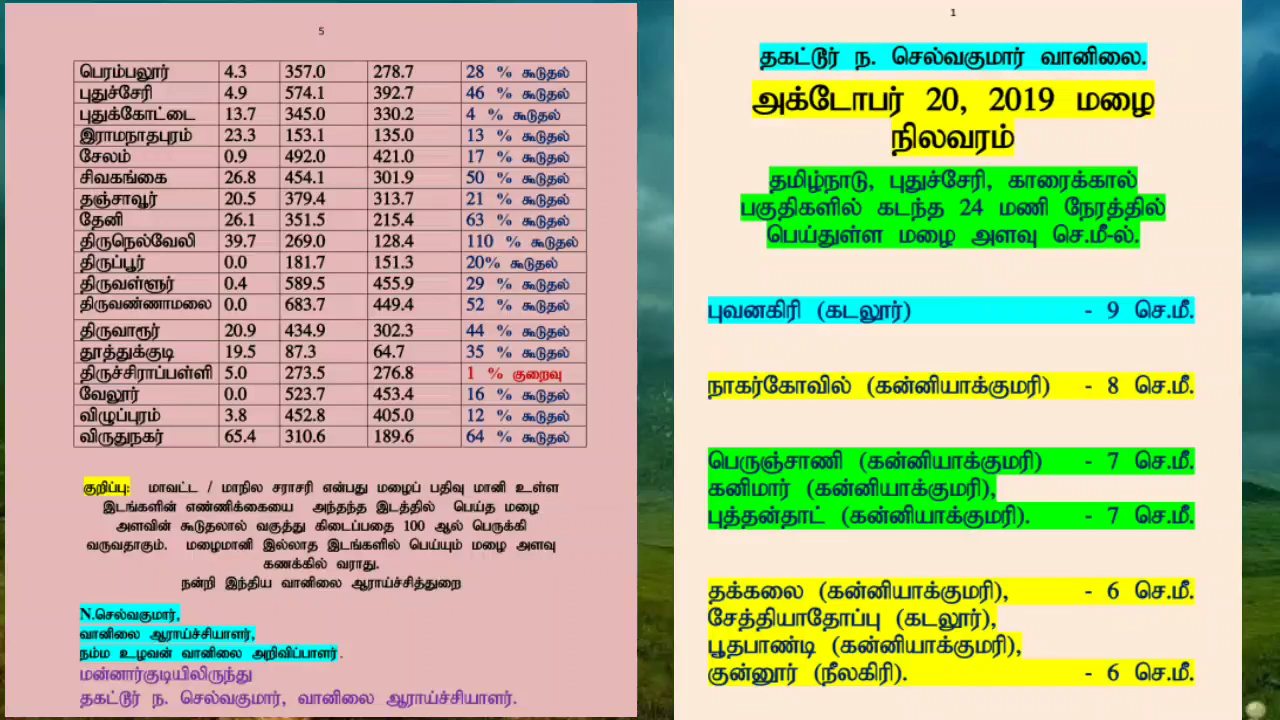 5
பெரம்பலூர் 4.3 357.0 278.7 28 % கூடுதல்
புதுச்சேரி 4.9 574.1 392.7 46 % கூடுதல்
புதுக்கோட்டை 13.7 345.0 330.2 4 % கூடுதல்
இராமநாதபுரம் 23.3 153.1 135.0 13 % கூடுதல்
சேலம் 0.9 492.0 421.0 17 % கூடுதல்
சிவகங்கை 26.8 454.1 301.9 50 % கூடுதல்
தஞ்சாவூர் 20.5 379.4 313.7 21 % கூடுதல்
தேனி 26.1 351.5 215.4 63 % கூடுதல்
திருநெல்வேலி 39.7 269.0 128.4 110 % கூடுதல்
திருப்பூர் 0.0 181.7 151.3 20% கூடுதல்
திருவள்ளூர் 0.4 589.5 455.9 29 % கூடுதல்
திருவண்ணாமலை 0.0 683.7 449.4 52 % கூடுதல்
திருவாரூர் 20.9 434.9 302.3 44 % கூடுதல்
தூத்துக்குடி 19.5 87.3 64.7 35 % கூடுதல்
திருச்சிராப்பள்ளி 5.0 273.5 276.8 1 % குறைவு
வேலூர் 0.0 523.7 453.4 16 % கூடுதல்
விழுப்புரம் 3.8 452.8 405.0 12 % கூடுதல்
விருதுநகர் 65.4 310.6 189.6 64 % கூடுதல்
குறிப்பு: மாவட்ட / மாநில சராசரி என்பது மழைப் பதிவு மானி உள்ள
இடங்களின் எண்ணிக்கையை அந்தந்த இடத்தில் பெய்த மழை
அளவின் கூடுதலால் வகுத்து கிடைப்பதை 100 ஆல் பெருக்கி
வருவதாகும். மழைமானி இல்லாத இடங்களில் பெய்யும் மழை அளவு
கணக்கில் வராது.
நன்றி இந்திய வானிலை ஆராய்ச்சித்துறை
N.செல்வகுமார்,
வானிலை ஆராய்ச்சியாளர்,
நம்ம உழவன் வானிலை அறிவிப்பாளர்.
மன்னார்குடியிலிருந்து
தகட்டூர் ந. செல்வகுமார், வானிலை ஆராய்ச்சியாளர்.
1
தகட்டூர் ந. செல்வகுமார் வானிலை.
அக்டோபர் 20, 2019 மழை
நிலவரம்
தமிழ்நாடு, புதுச்சேரி, காரைக்கால்
பகுதிகளில் கடந்த 24 மணி நேரத்தில்
பெய்துள்ள மழை அளவு செ.மீ-ல்.
புவனகிரி (கடலூர்) - 9 செ.மீ.
நாகர்கோவில் (கன்னியாக்குமரி) - 8 செ.மீ.
பெருஞ்சாணி (கன்னியாக்குமரி) - 7 செ.மீ.
கனிமார் (கன்னியாக்குமரி),
புத்தன்தாட் (கன்னியாக்குமரி). - 7 செ.மீ.
தக்கலை (கன்னியாக்குமரி), - 6 செ.மீ.
சேத்தியாதோப்பு (கடலூர்),
பூதபாண்டி (கன்னியாக்குமரி),
குன்னூர் (நீலகிரி). - 6 செ.மீ.